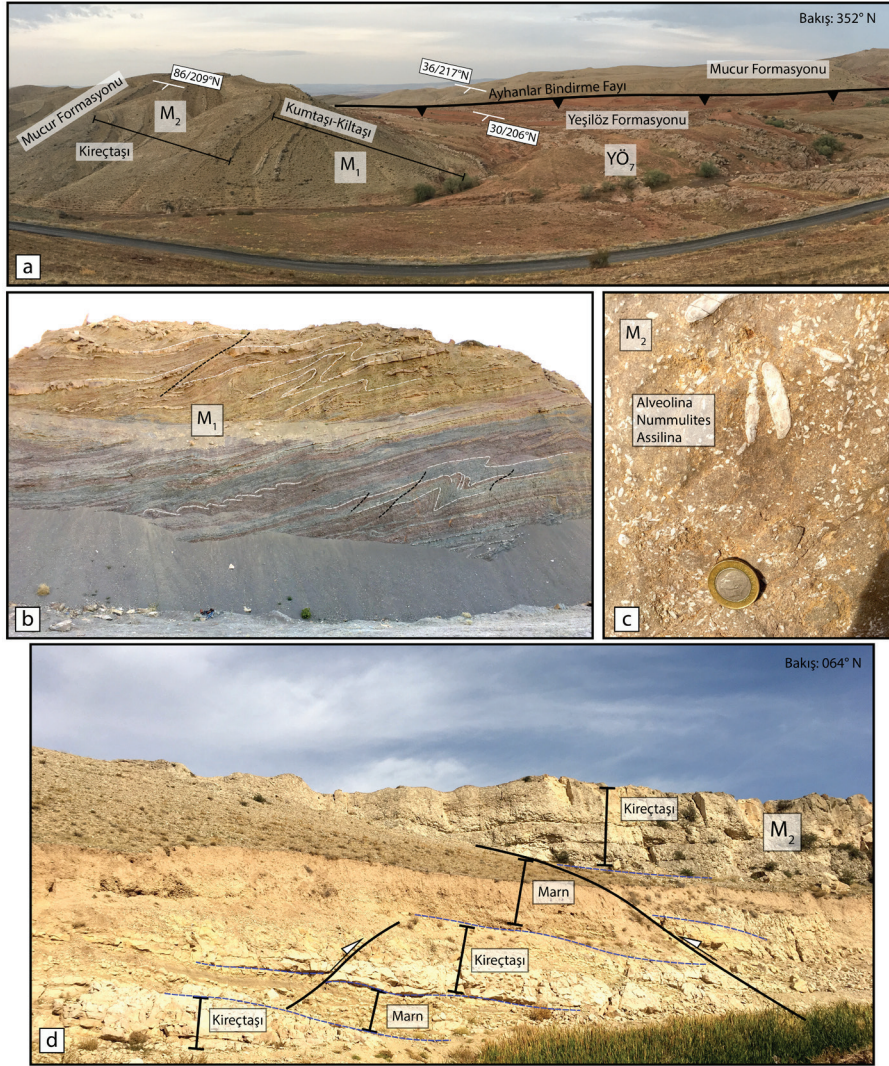 Bakış: 352° N
86/209°N
36/217°N
Mucur Formasyonu
Ayhanlar Bindirme Fayı
Mucur Formasyonu
M2
Kumtaşı-Kiltaşı
30/206°N
Yeşilöz Formasyonu
Kireçtaşı
M1
YÖ7
a
M1
b
M2
Alveolina
Nummulites
Assilina
c
Bakış: 064° N
Kireçtaşı
M2
Marn
Kireçtaşı
Kireçtaşı
Marn
d